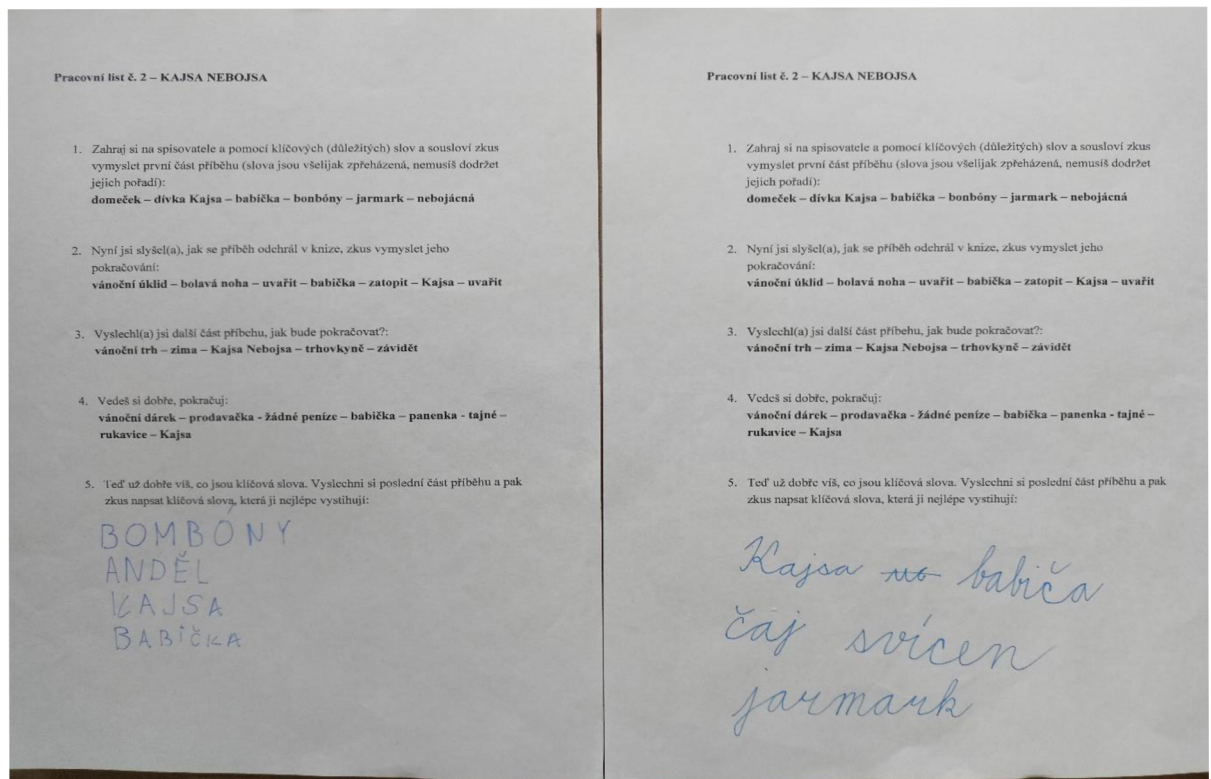 Pracovní list č. 2 – KAJSA NEBOJSA
1. Zahraj si na spisovatele a pomocí klíčových (důležitých) slov a sousloví zkus
vymyslet první část příběhu (slova jsou všelijak zpřeházená, nemusíš dodržet
jejich pořadí):
domeček – dívka Kajsa – babička – bonbóny – jarmark – nebojácná
2. Nyní jsi slyšel(a), jak se příběh odehrál v knize, zkus vymyslet jeho
pokračování:
vánoční úklid – bolavá noha – uvařit – babička – zatopit – Kajsa – uvařit
3. Vyslechl(a) jsi další část příbehu, jak bude pokračovat?:
vánoční trh – zima – Kajsa Nebojsa – trhovkyně – závidět
4. Vedeš si dobře, pokračuj:
vánoční dárek – prodavačka - žádné peníze – babička – panenka - tajné –
rukavice – Kajsa
5. Teď už dobře víš, co jsou klíčová slova. Vyslechni si poslední část příběhu a pak
zkus napsat klíčová slova, která ji nejlépe vystihují:
BOMBONY
ANDĚL
KAJSA
BABIČKA
Pracovní list č. 2 – KAJSA NEBOJSA
1. Zahraj si na spisovatele a pomocí klíčových (důležitých) slov a sousloví zkus
vymyslet první část příběhu (slova jsou všelijak zpřeházená, nemusíš dodržet
jejich pořadí):
domeček – dívka Kajsa – babička – bonbóny – jarmark – nebojácná
2. Nyní jsi slyšel(a), jak se příběh odehrál v knize, zkus vymyslet jeho
pokračování:
vánoční úklid – bolavá noha – uvařit – babička – zatopit – Kajsa – uvařit
3. Vyslechl(a) jsi další část příbehu, jak bude pokračovat?:
vánoční trh – zima – Kajsa Nebojsa – trhovkyně – závidět
4. Vedeš si dobře, pokračuj:
vánoční dárek – prodavačka - žádné peníze – babička – panenka - tajné –
rukavice – Kajsa
5. Teď už dobře víš, co jsou klíčová slova. Vyslechni si poslední část příběhu a pak
zkus napsat klíčová slova, která ji nejlépe vystihují:
Kajsa babiča
čaj svícen
jarmark